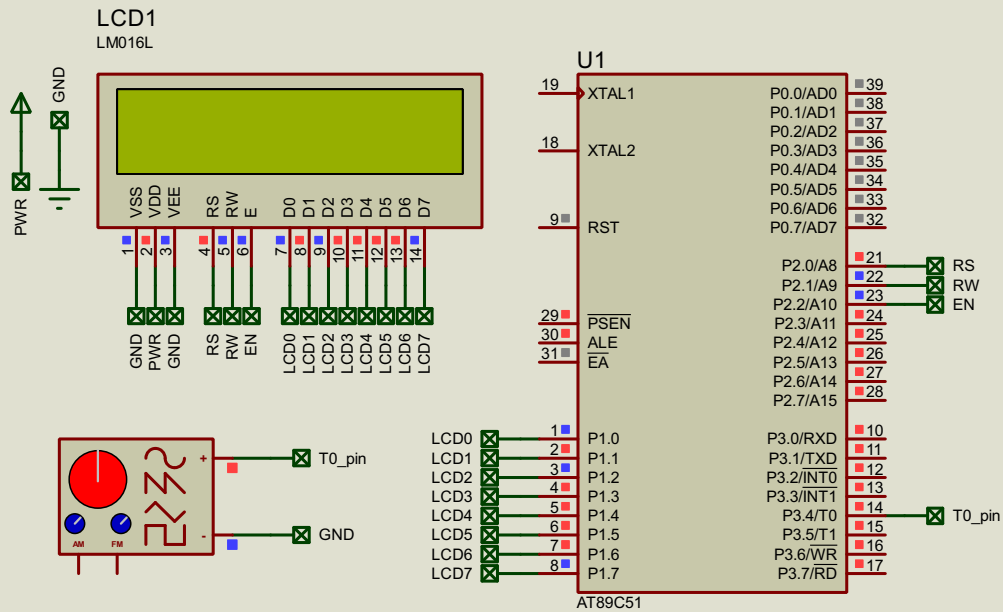 LCD1
LM016L
PWR
GND
VSS
VDD
VEE
RS
RW
E
D0
D1
D2
D3
D4
D5
D6
D7
1
2
3
4
5
6
7
8
9
10
11
12
13
14
GND
PWR
GND
RS
RW
EN
LCD0
LCD1
LCD2
LCD3
LCD4
LCD5
LCD6
LCD7
+
T0_pin
-
GND
AM
FM
U1
19 XTAL1
18 XTAL2
9 RST
29 PSEN
30 ALE
31 EA
LCD0 1 P1.0
LCD1 2 P1.1
LCD2 3 P1.2
LCD3 4 P1.3
LCD4 5 P1.4
LCD5 6 P1.5
LCD6 7 P1.6
LCD7 8 P1.7
P0.0/AD0 39
P0.1/AD1 38
P0.2/AD2 37
P0.3/AD3 36
P0.4/AD4 35
P0.5/AD5 34
P0.6/AD6 33
P0.7/AD7 32
P2.0/A8 21 RS
P2.1/A9 22 RW
P2.2/A10 23 EN
P2.3/A11 24
P2.4/A12 25
P2.5/A13 26
P2.6/A14 27
P2.7/A15 28
P3.0/RXD 10
P3.1/TXD 11
P3.2/INT0 12
P3.3/INT1 13
P3.4/T0 14 T0_pin
P3.5/T1 15
P3.6/WR 16
P3.7/RD 17
AT89C51